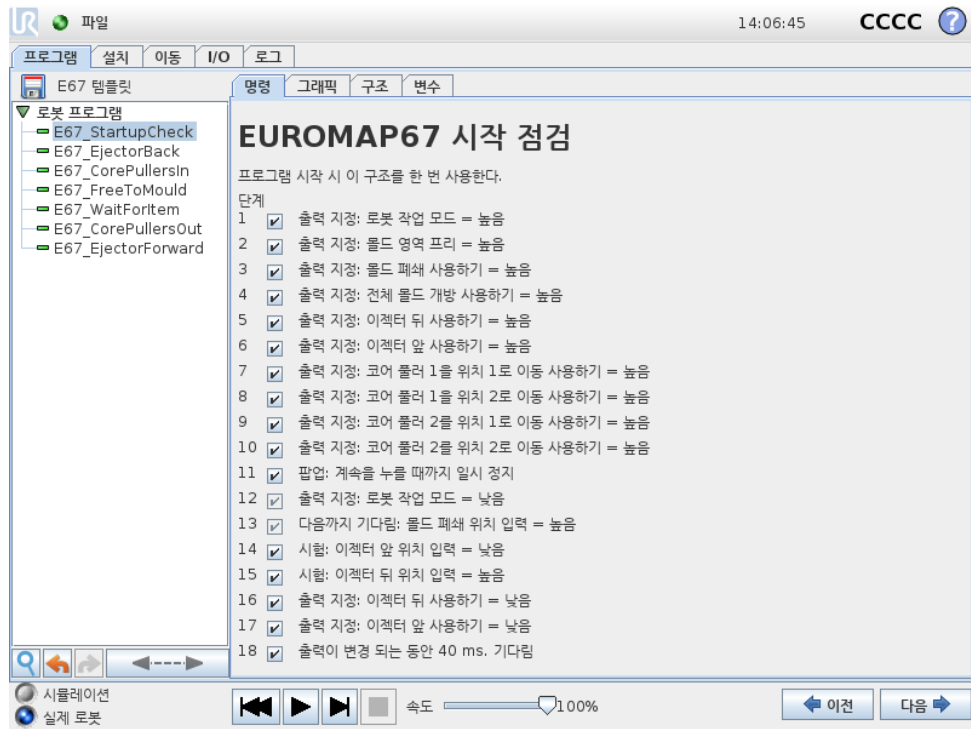 UR 파일 14:06:45 CCCC ?
프로그램 설치 이동 I/O 로그
E67 템플릿
로봇 프로그램
E67_StartupCheck
E67_EjectorBack
E67_CorePullersIn
E67_FreeToMould
E67_WaitForItem
E67_CorePullersOut
E67_EjectorForward
명령 그래픽 구조 변수
EUROMAP67 시작 점검
프로그램 시작 시 이 구조를 한 번 사용한다.
단계
1 출력 지정: 로봇 작업 모드 = 높음
2 출력 지정: 몰드 영역 프리 = 높음
3 출력 지정: 몰드 폐쇄 사용하기 = 높음
4 출력 지정: 전체 몰드 개방 사용하기 = 높음
5 출력 지정: 이젝터 뒤 사용하기 = 높음
6 출력 지정: 이젝터 앞 사용하기 = 높음
7 출력 지정: 코어 풀러 1을 위치 1로 이동 사용하기 = 높음
8 출력 지정: 코어 풀러 1을 위치 2로 이동 사용하기 = 높음
9 출력 지정: 코어 풀러 2를 위치 1로 이동 사용하기 = 높음
10 출력 지정: 코어 풀러 2를 위치 2로 이동 사용하기 = 높음
11 팝업: 계속을 누를 때까지 일시 정지
12 출력 지정: 로봇 작업 모드 = 낮음
13 다음까지 기다림: 몰드 폐쇄 위치 입력 = 높음
14 시험: 이젝터 앞 위치 입력 = 낮음
15 시험: 이젝터 뒤 위치 입력 = 높음
16 출력 지정: 이젝터 뒤 사용하기 = 낮음
17 출력 지정: 이젝터 앞 사용하기 = 낮음
18 출력이 변경 되는 동안 40 ms. 기다림
시뮬레이션
실제 로봇
속도 100%
이전 다음